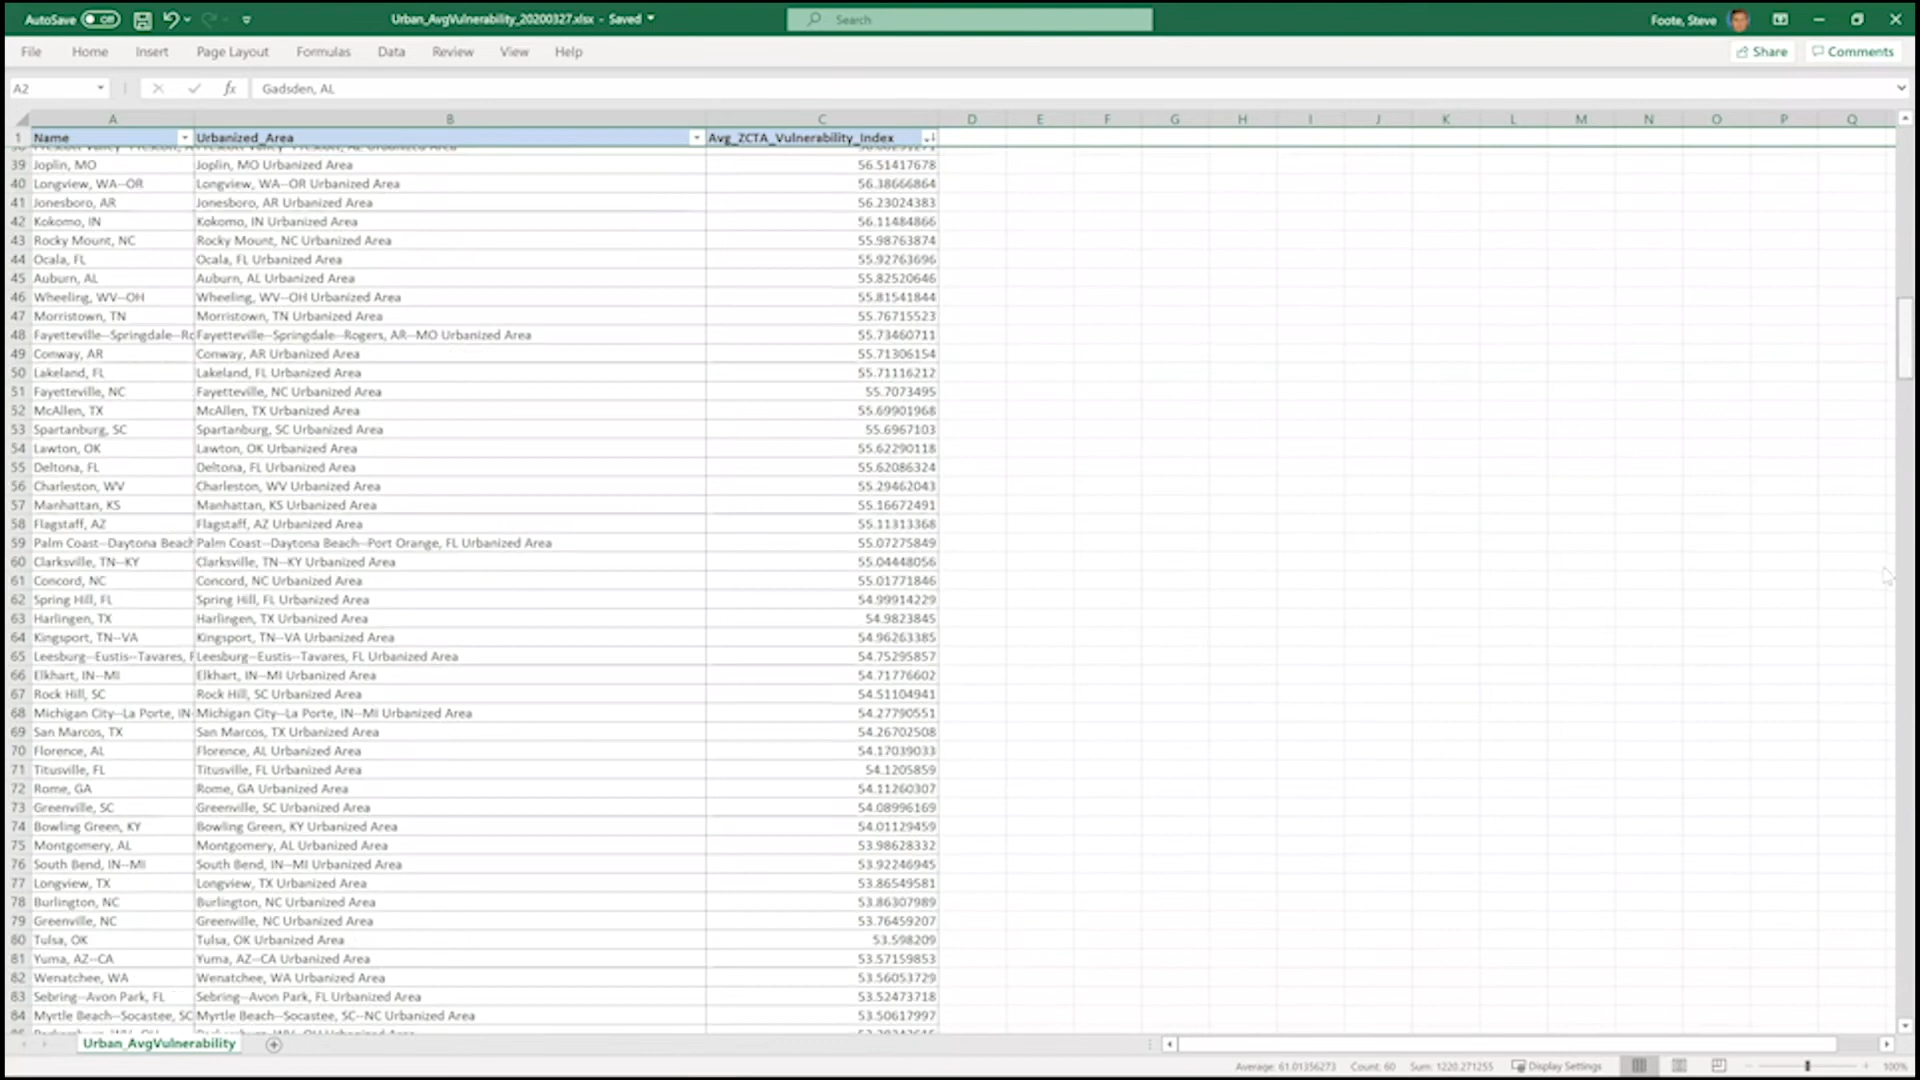 AutoSave Off Urban_AvgVulnerability_20200327.xlsx - Saved Search Foote, Steve
File Home Insert Page Layout Formulas Data Review View Help Share Comments
A2 fx Gadsden, AL
A B C D E F G H I J K L M N O P Q
1 Name Urbanized_Area Avg_ZCTA_Vulnerability_Index
39 Joplin, MO Joplin, MO Urbanized Area 56.51417678
40 Longview, WA--OR Longview, WA--OR Urbanized Area 56.38666864
41 Jonesboro, AR Jonesboro, AR Urbanized Area 56.23024383
42 Kokomo, IN Kokomo, IN Urbanized Area 56.11484866
43 Rocky Mount, NC Rocky Mount, NC Urbanized Area 55.98763874
44 Ocala, FL Ocala, FL Urbanized Area 55.92763696
45 Auburn, AL Auburn, AL Urbanized Area 55.82520646
46 Wheeling, WV--OH Wheeling, WV--OH Urbanized Area 55.81541844
47 Morristown, TN Morristown, TN Urbanized Area 55.76715523
48 Fayetteville--Springdale--Ro Fayetteville--Springdale--Rogers, AR--MO Urbanized Area 55.73460711
49 Conway, AR Conway, AR Urbanized Area 55.71306154
50 Lakeland, FL Lakeland, FL Urbanized Area 55.71116212
51 Fayetteville, NC Fayetteville, NC Urbanized Area 55.7073495
52 McAllen, TX McAllen, TX Urbanized Area 55.69901968
53 Spartanburg, SC Spartanburg, SC Urbanized Area 55.6967103
54 Lawton, OK Lawton, OK Urbanized Area 55.62290118
55 Deltona, FL Deltona, FL Urbanized Area 55.62086324
56 Charleston, WV Charleston, WV Urbanized Area 55.29462043
57 Manhattan, KS Manhattan, KS Urbanized Area 55.16672491
58 Flagstaff, AZ Flagstaff, AZ Urbanized Area 55.11313368
59 Palm Coast--Daytona Beach Palm Coast--Daytona Beach--Port Orange, FL Urbanized Area 55.07275849
60 Clarksville, TN--KY Clarksville, TN--KY Urbanized Area 55.04448056
61 Concord, NC Concord, NC Urbanized Area 55.01771846
62 Spring Hill, FL Spring Hill, FL Urbanized Area 54.99914229
63 Harlingen, TX Harlingen, TX Urbanized Area 54.9823845
64 Kingsport, TN--VA Kingsport, TN--VA Urbanized Area 54.96263385
65 Leesburg--Eustis--Tavares, F Leesburg--Eustis--Tavares, FL Urbanized Area 54.75295857
66 Elkhart, IN--MI Elkhart, IN--MI Urbanized Area 54.71776602
67 Rock Hill, SC Rock Hill, SC Urbanized Area 54.51104941
68 Michigan City--La Porte, IN- Michigan City--La Porte, IN--MI Urbanized Area 54.27790551
69 San Marcos, TX San Marcos, TX Urbanized Area 54.26702508
70 Florence, AL Florence, AL Urbanized Area 54.17039033
71 Titusville, FL Titusville, FL Urbanized Area 54.1205859
72 Rome, GA Rome, GA Urbanized Area 54.11260307
73 Greenville, SC Greenville, SC Urbanized Area 54.08996169
74 Bowling Green, KY Bowling Green, KY Urbanized Area 54.01129459
75 Montgomery, AL Montgomery, AL Urbanized Area 53.98628332
76 South Bend, IN--MI South Bend, IN--MI Urbanized Area 53.92246945
77 Longview, TX Longview, TX Urbanized Area 53.86549581
78 Burlington, NC Burlington, NC Urbanized Area 53.86307989
79 Greenville, NC Greenville, NC Urbanized Area 53.76459207
80 Tulsa, OK Tulsa, OK Urbanized Area 53.598209
81 Yuma, AZ--CA Yuma, AZ--CA Urbanized Area 53.57159853
82 Wenatchee, WA Wenatchee, WA Urbanized Area 53.56053729
83 Sebring--Avon Park, FL Sebring--Avon Park, FL Urbanized Area 53.52473718
84 Myrtle Beach--Socastee, SC Myrtle Beach--Socastee, SC--NC Urbanized Area 53.50617997
Urban_AvgVulnerability
Average: 61.01356273 Count: 60 Sum: 1220.271255 Display Settings 100%